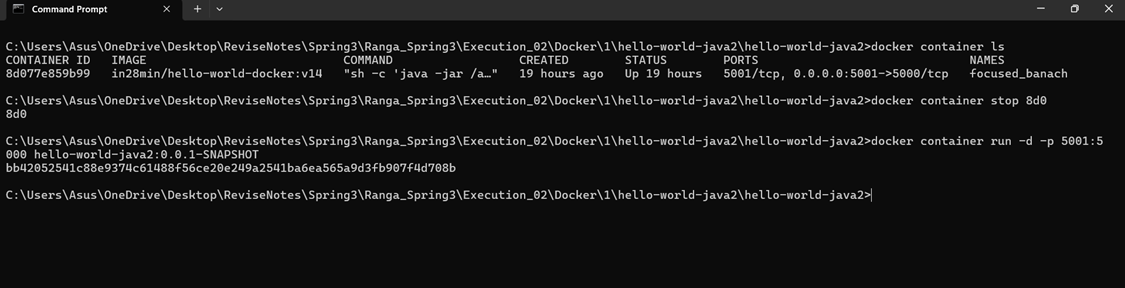 Command Prompt
C:\Users\Asus\OneDrive\Desktop\ReviseNotes\Spring3\Ranga_Spring3\Execution_02\Docker\1\hello-world-java2\hello-world-java2>docker container ls
CONTAINER ID   IMAGE                            COMMAND                  CREATED        STATUS        PORTS                              NAMES
8d077e859b99   in28min/hello-world-docker:v14   "sh -c 'java -jar /a…"   19 hours ago   Up 19 hours   5001/tcp, 0.0.0.0:5001->5000/tcp   focused_banach
C:\Users\Asus\OneDrive\Desktop\ReviseNotes\Spring3\Ranga_Spring3\Execution_02\Docker\1\hello-world-java2\hello-world-java2>docker container stop 8d0
8d0
C:\Users\Asus\OneDrive\Desktop\ReviseNotes\Spring3\Ranga_Spring3\Execution_02\Docker\1\hello-world-java2\hello-world-java2>docker container run -d -p 5001:5
000 hello-world-java2:0.0.1-SNAPSHOT
bb42052541c88e9374c61488f56ce20e249a2541ba6ea565a9d3fb907f4d708b
C:\Users\Asus\OneDrive\Desktop\ReviseNotes\Spring3\Ranga_Spring3\Execution_02\Docker\1\hello-world-java2\hello-world-java2>